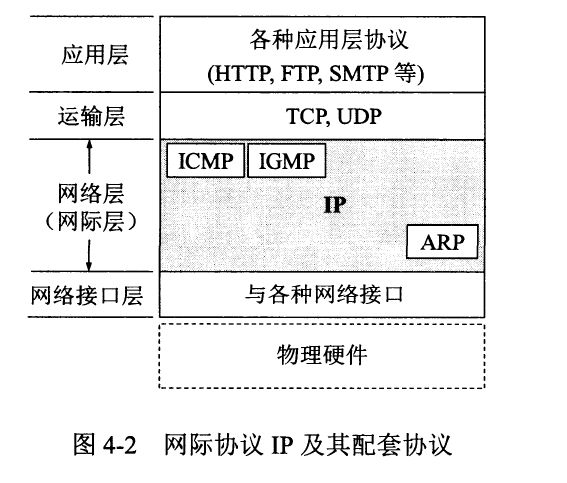 应用层
各种应用层协议
(HTTP, FTP, SMTP 等)
运输层
TCP, UDP
网络层
（网际层）
ICMP
IGMP
IP
ARP
网络接口层
与各种网络接口
物理硬件
图 4-2 网际协议 IP 及其配套协议